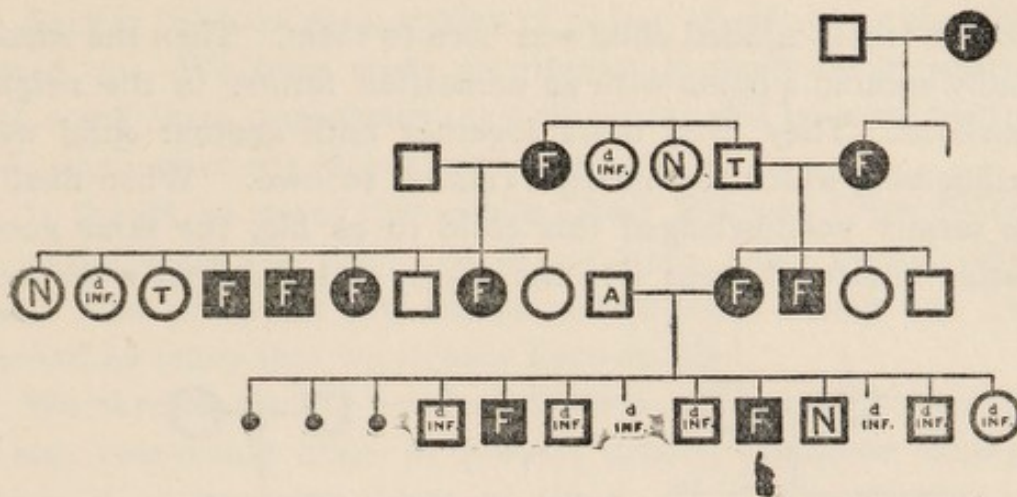 F
F d INF. N T F
N d INF. T F F F F A F F
d INF. F d INF. d INF. d INF. F N d INF. d INF. d INF.